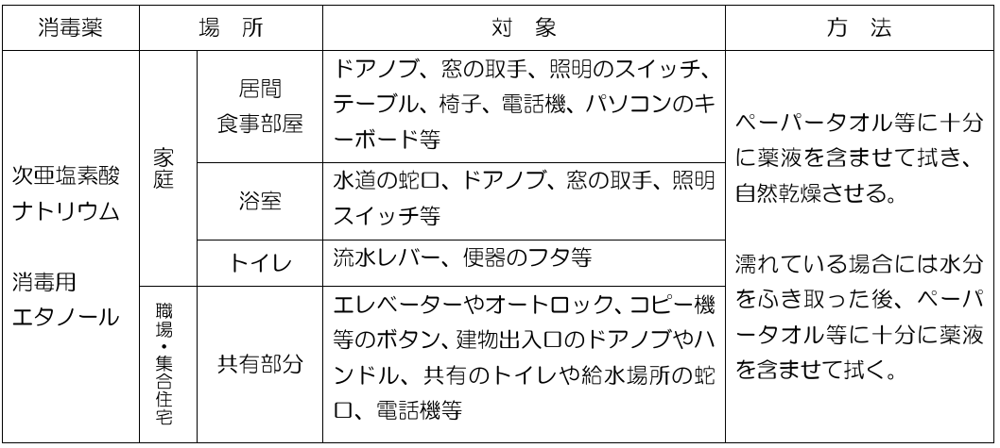 消毒薬
場　所
対　象
方　法
次亜塩素酸
ナトリウム
消毒用
エタノール
家庭
居間
食事部屋
ドアノブ、窓の取手、照明のスイッチ、
テーブル、椅子、電話機、パソコンのキ
ーボード等
浴室
水道の蛇口、ドアノブ、窓の取手、照明
スイッチ等
トイレ
流水レバー、便器のフタ等
職場・集合住宅
共有部分
エレベーターやオートロック、コピー機
等のボタン、建物出入口のドアノブやハ
ンドル、共有のトイレや給水場所の蛇
口、電話機等
ペーパータオル等に十分
に薬液を含ませて拭き、
自然乾燥させる。
濡れている場合には水分
をふき取った後、ペーパ
ータオル等に十分に薬液
を含ませて拭く。